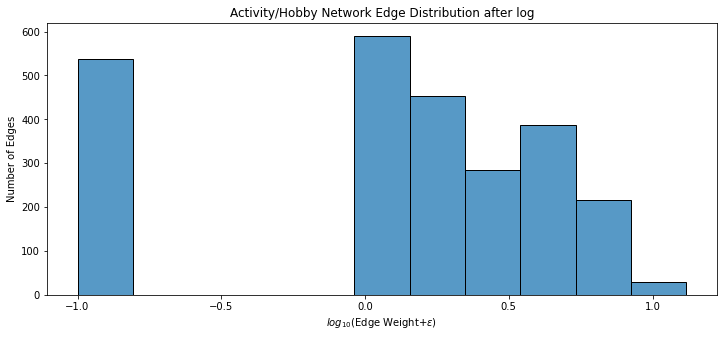 Activity/Hobby Network Edge Distribution after log
Number of Edges
600
500
400
300
200
100
0
−1.0 −0.5 0.0 0.5 1.0
log₁₀(Edge Weight+ε)